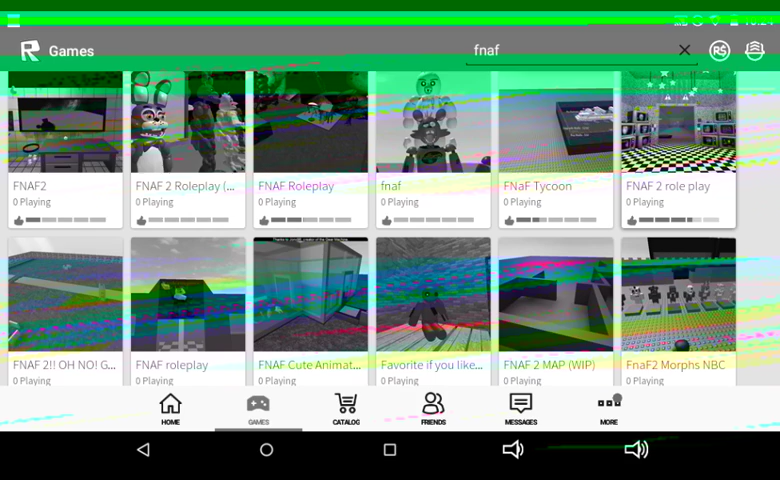 Games
fnaf
R$
FNAF2
FNAF 2 Roleplay (...
FNAF Roleplay
fnaf
FNaF Tycoon
FNAF 2 role play
0 Playing
0 Playing
0 Playing
0 Playing
0 Playing
0 Playing
FNAF 2!! OH NO! G...
FNAF roleplay
FNAF Cute Animat...
Favorite if you like...
FNAF 2 MAP (WIP)
FnaF2 Morphs NBC
0 Playing
0 Playing
0 Playing
0 Playing
0 Playing
0 Playing
HOME
GAMES
CATALOG
FRIENDS
MESSAGES
MORE